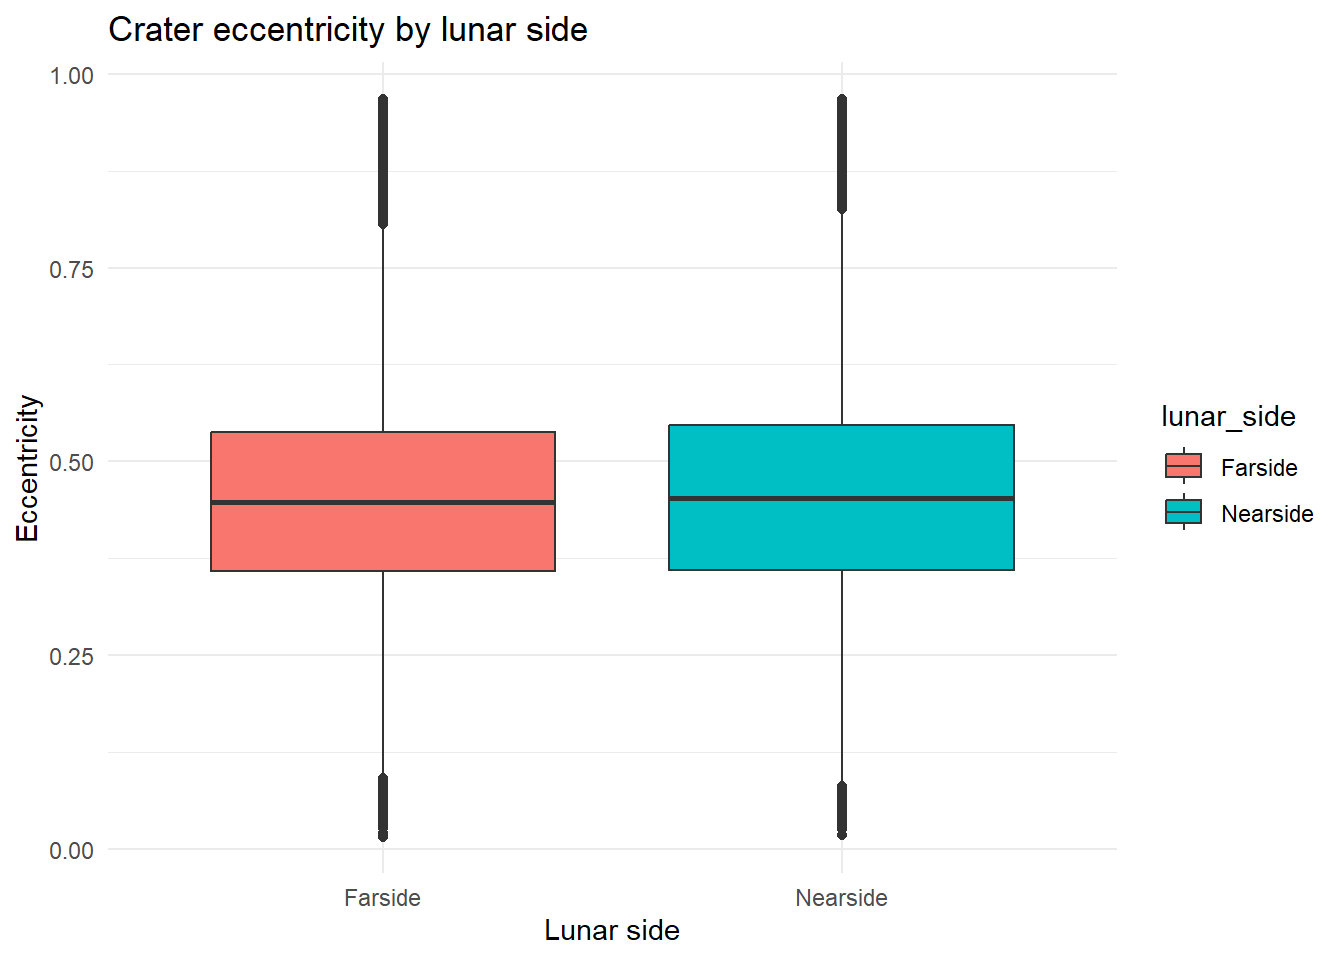 Crater eccentricity by lunar side
1.00
0.75
0.50
0.25
0.00
Eccentricity
Farside
Nearside
Lunar side
lunar_side
Farside
Nearside